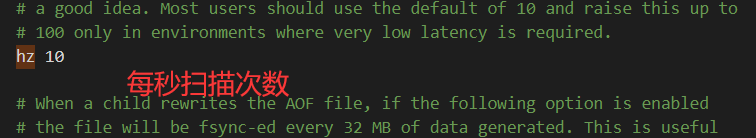 # a good idea. Most users should use the default of 10 and raise this up to
# 100 only in environments where very low latency is required.
hz 10
每秒扫描次数
# When a child rewrites the AOF file, if the following option is enabled
# the file will be fsync-ed every 32 MB of data generated. This is useful